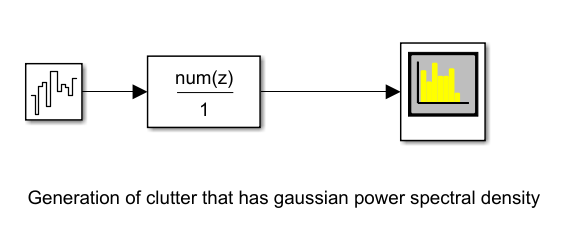 num(z)
1
Generation of clutter that has gaussian power spectral density